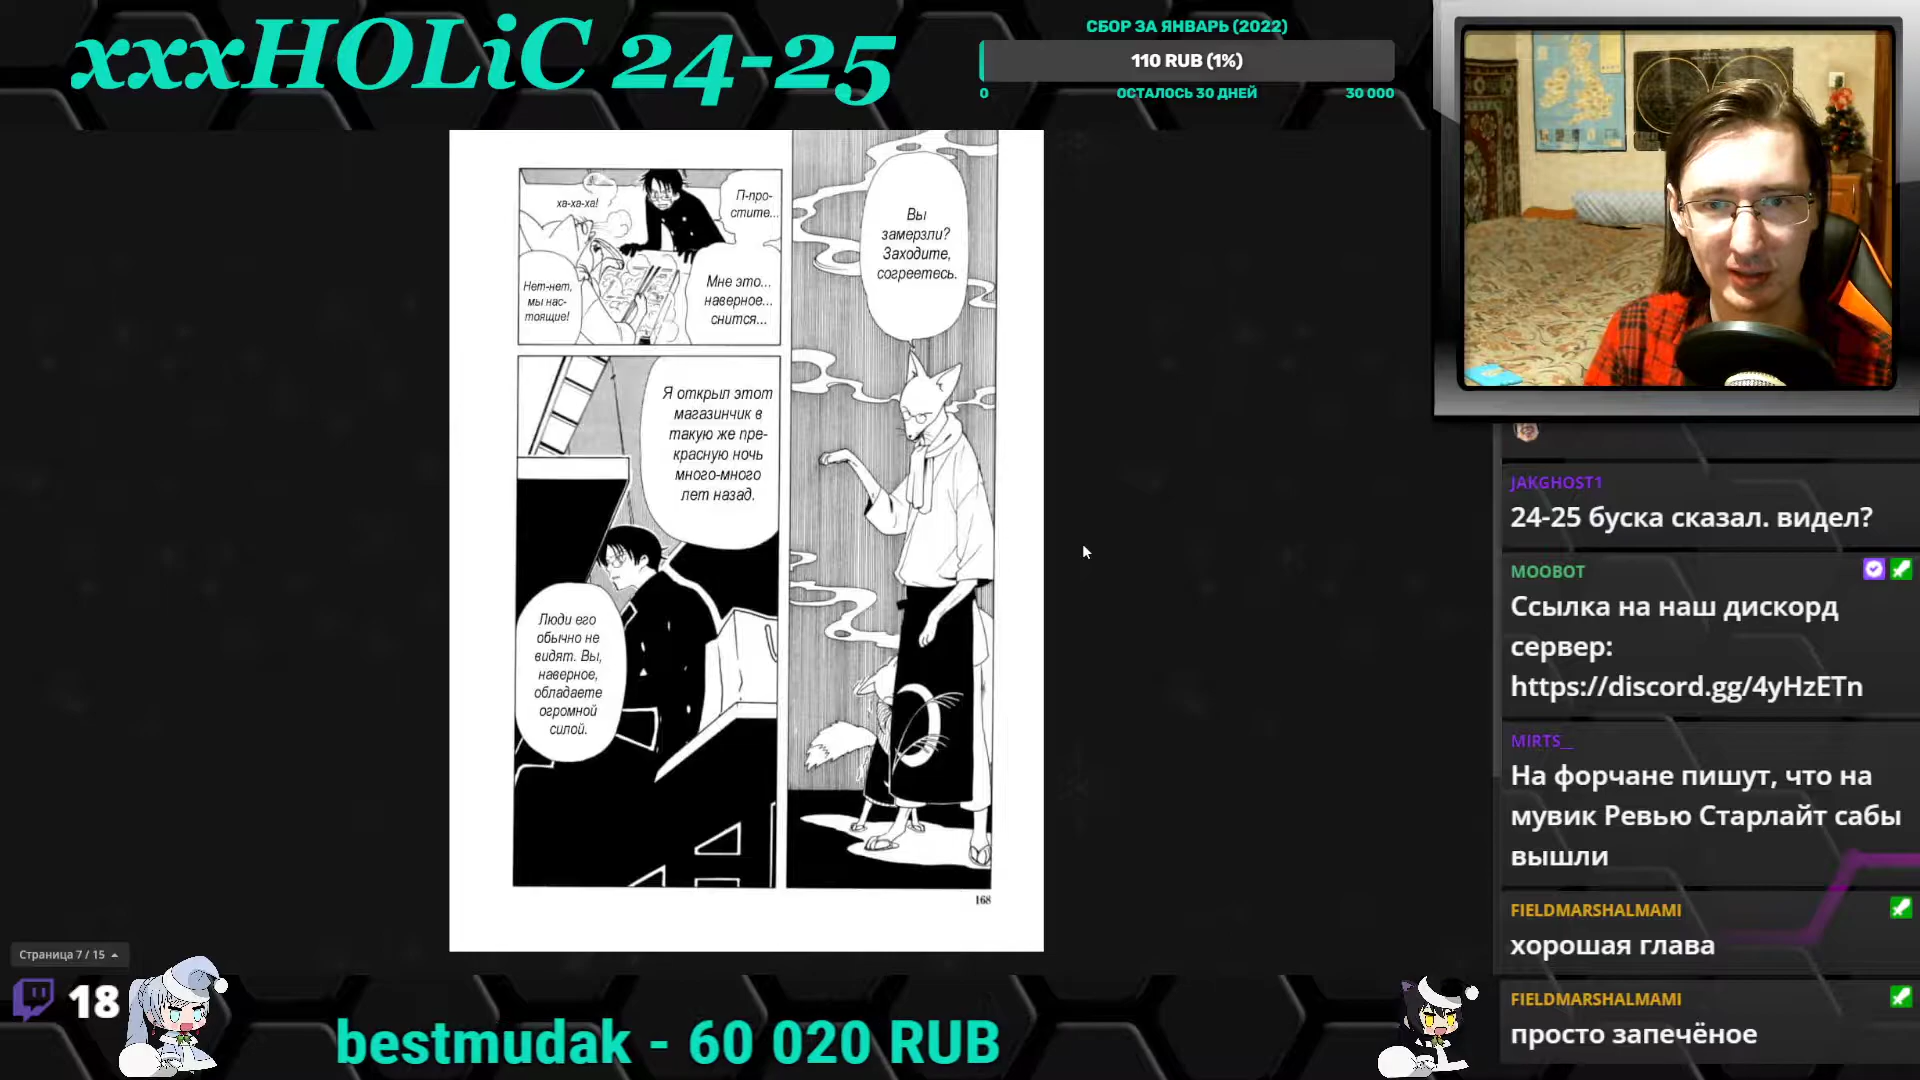 xxxHOLiC 24-25
СБОР ЗА ЯНВАРЬ (2022)
110 RUB (1%)
0
ОСТАЛОСЬ 30 ДНЕЙ
30 000
Вы
замерзли?
Заходите,
согреетесь.
ха-ха-ха!
П-про-
стите...
Мне это...
наверное...
снится...
Нет-нет,
мы нас-
тоящие!
Я открыл этот
магазинчик в
такую же пре-
красную ночь
много-много
лет назад.
Люди его
обычно не
видят. Вы,
наверное,
обладаете
огромной
силой.
168
JAKGHOST1
24-25 буска сказал. видел?
MOOBOT
Ссылка на наш дискорд
сервер:
https://discord.gg/4yHzETn
MIRTS__
На форчане пишут, что на
мувик Ревью Старлайт сабы
вышли
FIELDMARSHALMAMI
хорошая глава
FIELDMARSHALMAMI
просто запечёное
Страница 7 / 15
18
bestmudak - 60 020 RUB